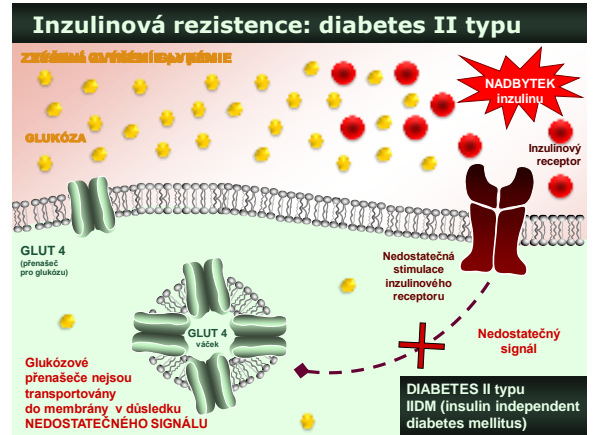 Inzulinová rezistence: diabetes II typu
NADBYTEK
inzulinu
GLUKÓZA
Inzulinový
receptor
GLUT 4
(přenašeč
pro glukózu)
Nedostatečná
stimulace
inzulinového
receptoru
GLUT 4
váček
Nedostatečný
signál
Glukózové
přenašeče nejsou
transportovány
do membrány v důsledku
NEDOSTATEČNÉHO SIGNÁLU
DIABETES II typu
IIDM (insulin independent
diabetes mellitus)